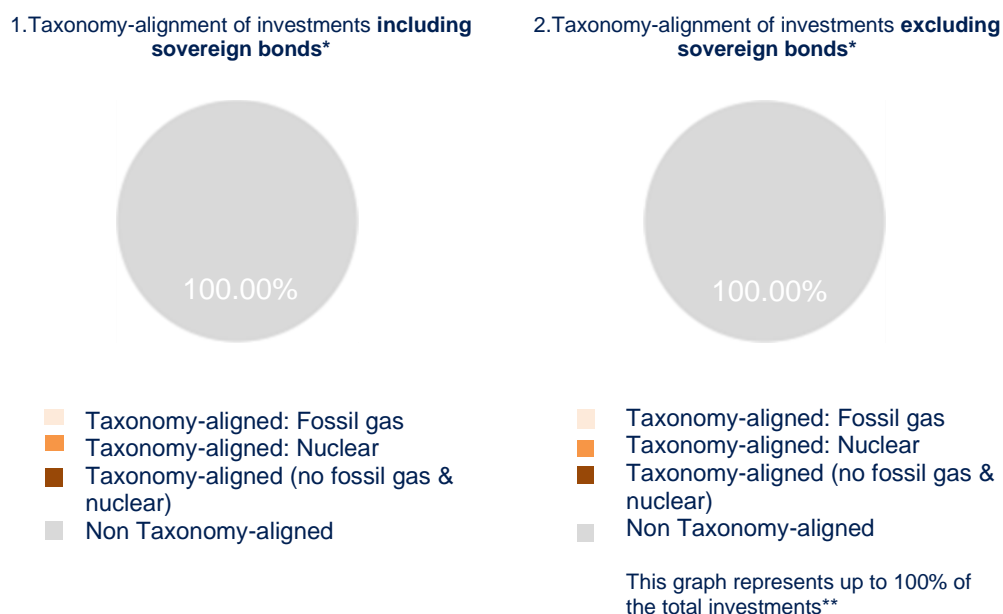 1.Taxonomy-alignment of investments including
sovereign bonds*
100.00%
Taxonomy-aligned: Fossil gas
Taxonomy-aligned: Nuclear
Taxonomy-aligned (no fossil gas &
nuclear)
Non Taxonomy-aligned
2.Taxonomy-alignment of investments excluding
sovereign bonds*
100.00%
Taxonomy-aligned: Fossil gas
Taxonomy-aligned: Nuclear
Taxonomy-aligned (no fossil gas &
nuclear)
Non Taxonomy-aligned
This graph represents up to 100% of
the total investments**